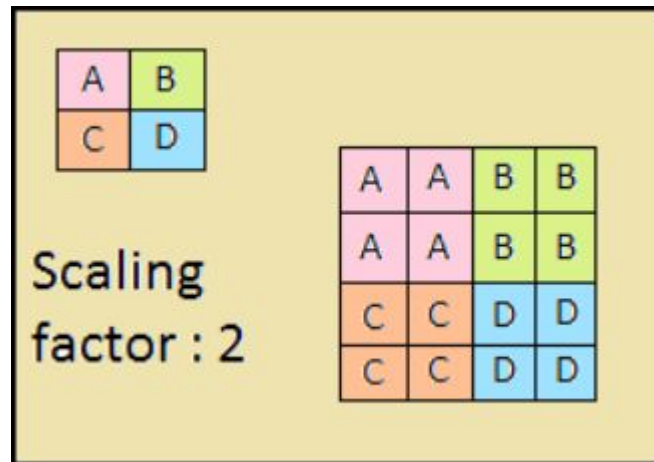 A B
C D
A A B B
A A B B
C C D D
C C D D
Scaling
factor : 2